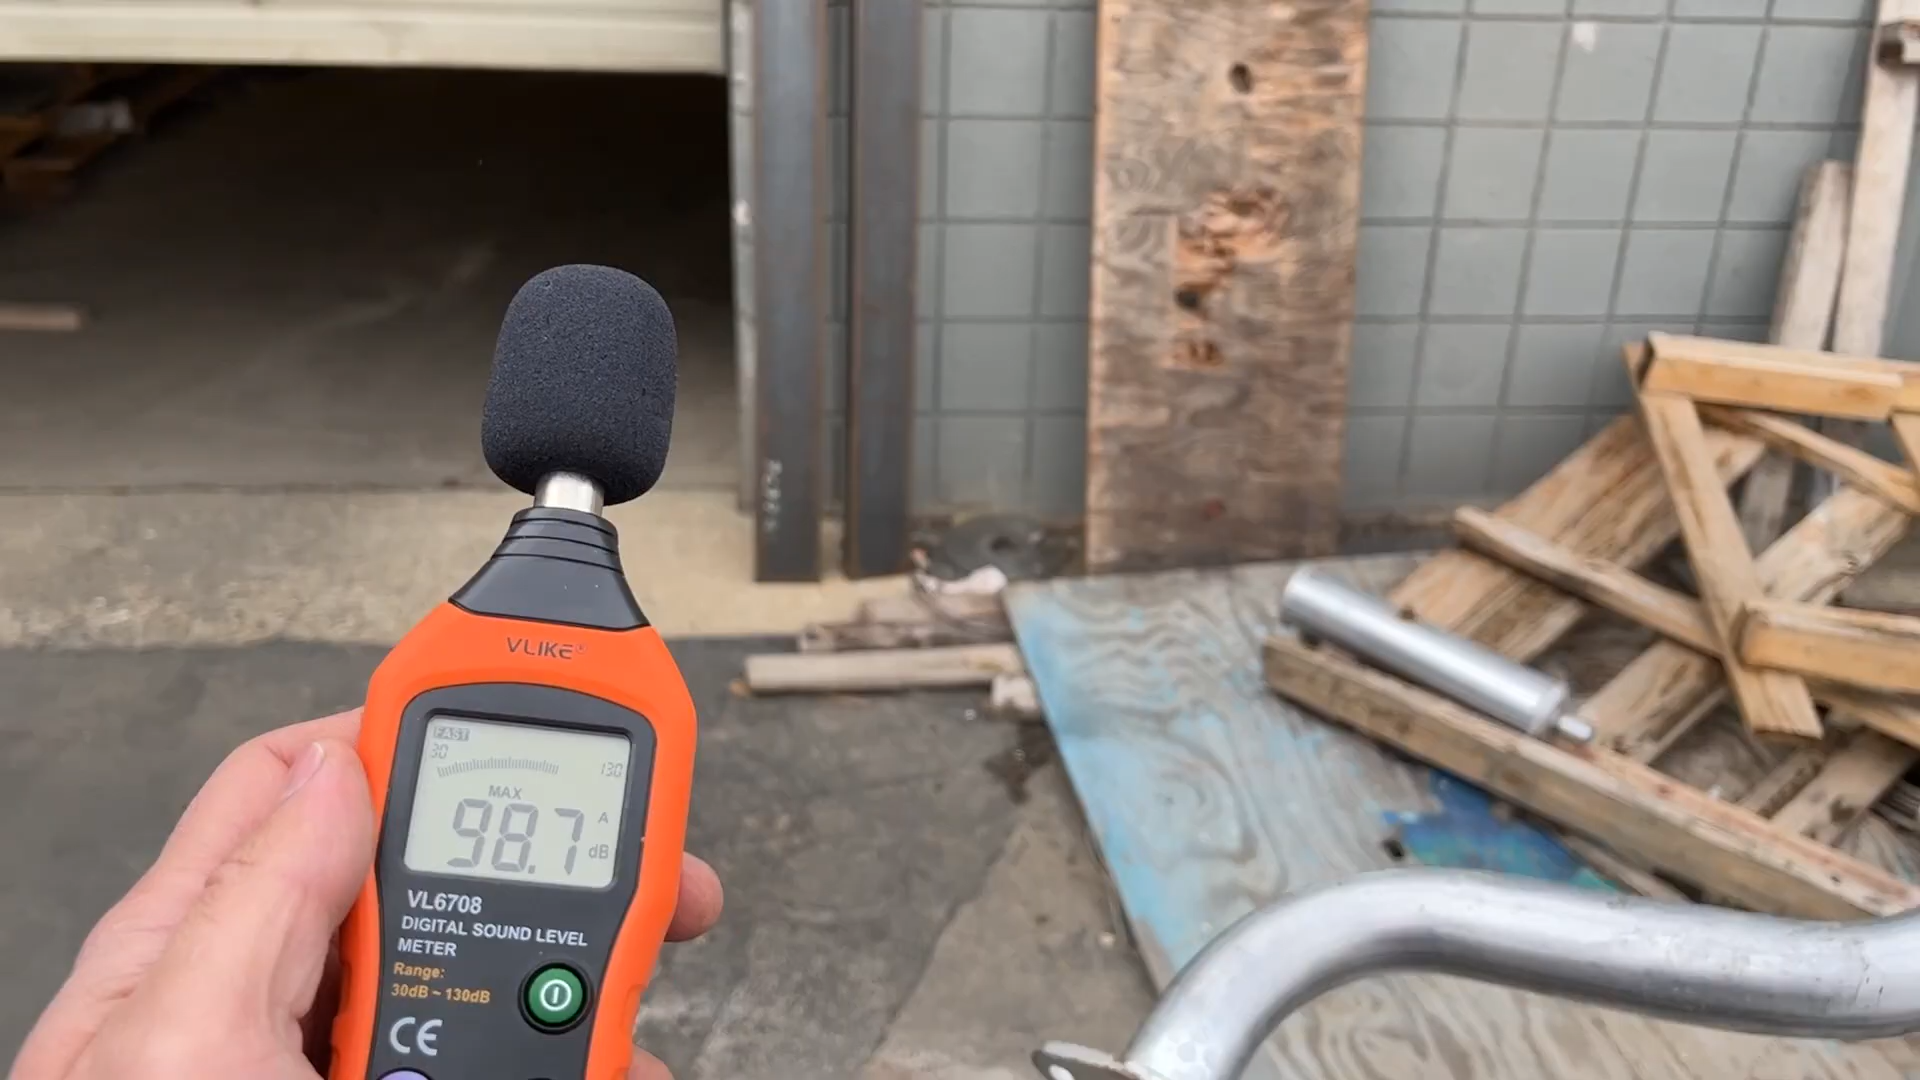 VLIKE®
FAST
30
130
MAX
98.7 A dB
VL6708
DIGITAL SOUND LEVEL
METER
Range:
30dB ~ 130dB
CE